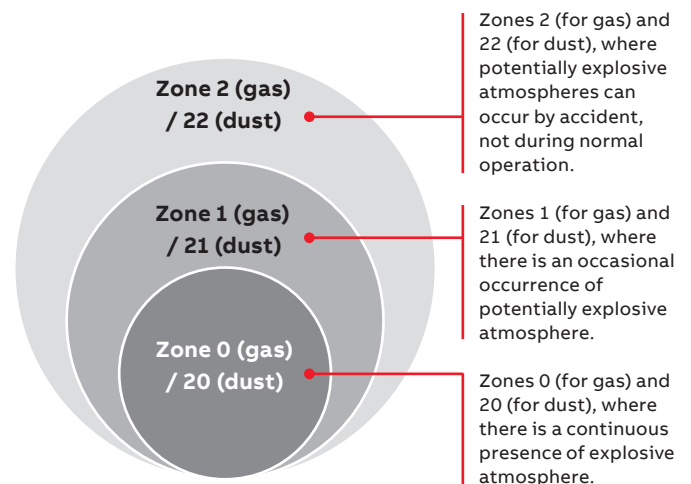 Zone 2 (gas)
/ 22 (dust)
Zones 2 (for gas) and
22 (for dust), where
potentially explosive
atmospheres can
occur by accident,
not during normal
operation.
Zone 1 (gas)
/ 21 (dust)
Zones 1 (for gas) and
21 (for dust), where
there is an occasional
occurrence of
potentially explosive
atmosphere.
Zone 0 (gas)
/ 20 (dust)
Zones 0 (for gas) and
20 (for dust), where
there is a continuous
presence of explosive
atmosphere.